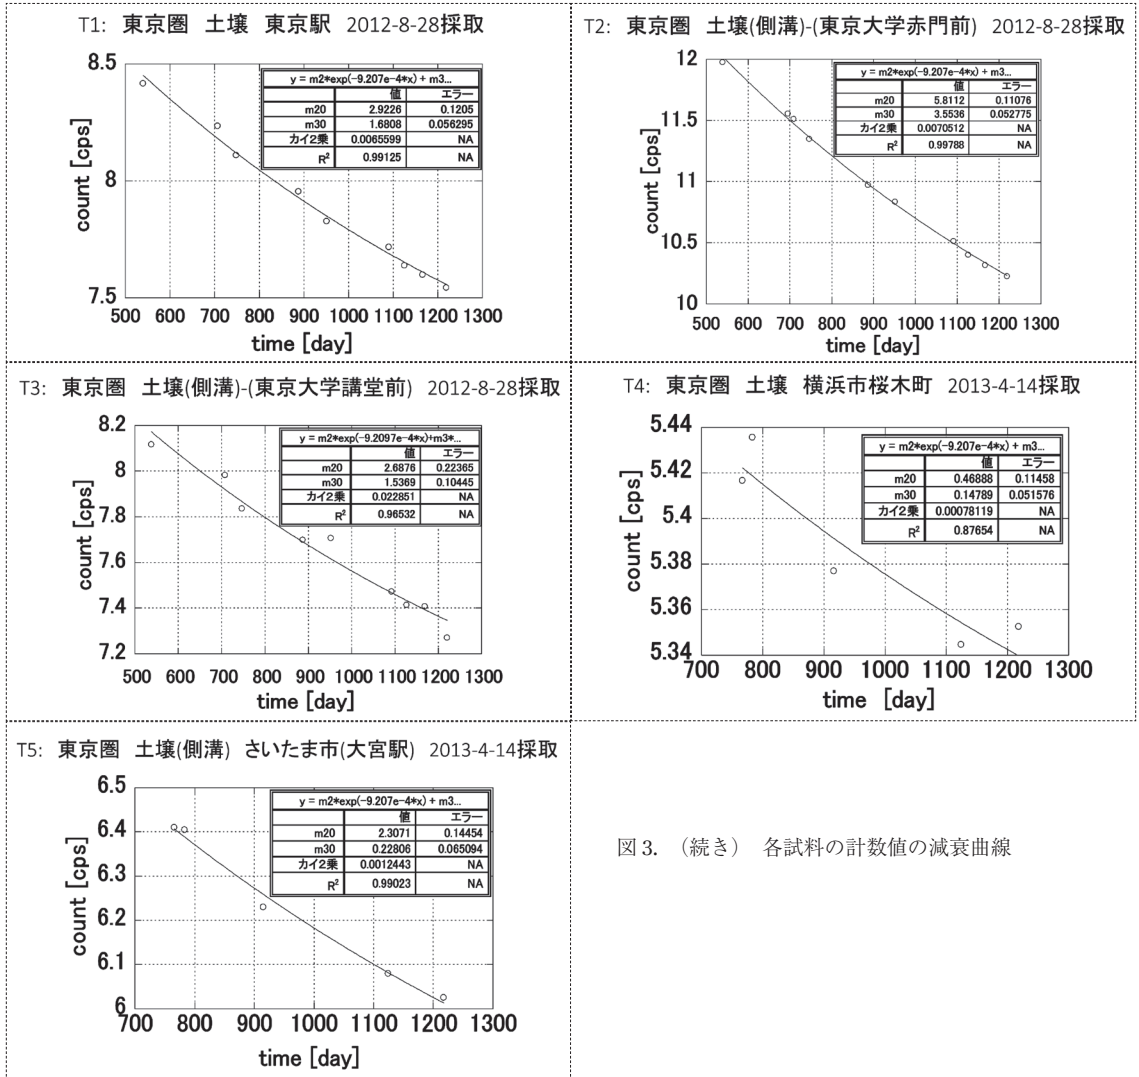 T1: 東京圏 土壌 東京駅 2012-8-28採取
8.5
8
7.5
count [cps]
y = m2*exp(-9.207e-4*x) + m3...
値 エラー
m20 2.9226 0.1205
m30 1.6808 0.056295
カイ2乗 0.0065599 NA
R² 0.99125 NA
500 600 700 800 900 1000 1100 1200 1300
time [day]
T2: 東京圏 土壌(側溝)-(東京大学赤門前) 2012-8-28採取
12
11.5
11
10.5
10
count [cps]
y = m2*exp(-9.207e-4*x) + m3...
値 エラー
m20 5.8112 0.11076
m30 3.5536 0.052775
カイ2乗 0.0070512 NA
R² 0.99788 NA
500 600 700 800 900 1000 1100 1200 1300
time [day]
T3: 東京圏 土壌(側溝)-(東京大学講堂前) 2012-8-28採取
8.2
8
7.8
7.6
7.4
7.2
count [cps]
y = m2*exp(-9.2097e-4*x)+m3*...
値 エラー
m20 2.6876 0.22365
m30 1.5369 0.10445
カイ2乗 0.022851 NA
R² 0.96532 NA
500 600 700 800 900 1000 1100 1200 1300
time [day]
T4: 東京圏 土壌 横浜市桜木町 2013-4-14採取
5.44
5.42
5.4
5.38
5.36
5.34
count [cps]
y = m2*exp(-9.207e-4*x) + m3...
値 エラー
m20 0.46888 0.11458
m30 0.14789 0.051576
カイ2乗 0.00078119 NA
R² 0.87654 NA
700 800 900 1000 1100 1200 1300
time [day]
T5: 東京圏 土壌(側溝) さいたま市(大宮駅) 2013-4-14採取
6.5
6.4
6.3
6.2
6.1
6
count [cps]
y = m2*exp(-9.207e-4*x) + m3...
値 エラー
m20 2.3071 0.14454
m30 0.22806 0.065094
カイ2乗 0.0012443 NA
R² 0.99023 NA
700 800 900 1000 1100 1200 1300
time [day]
図3. (続き) 各試料の計数値の減衰曲線